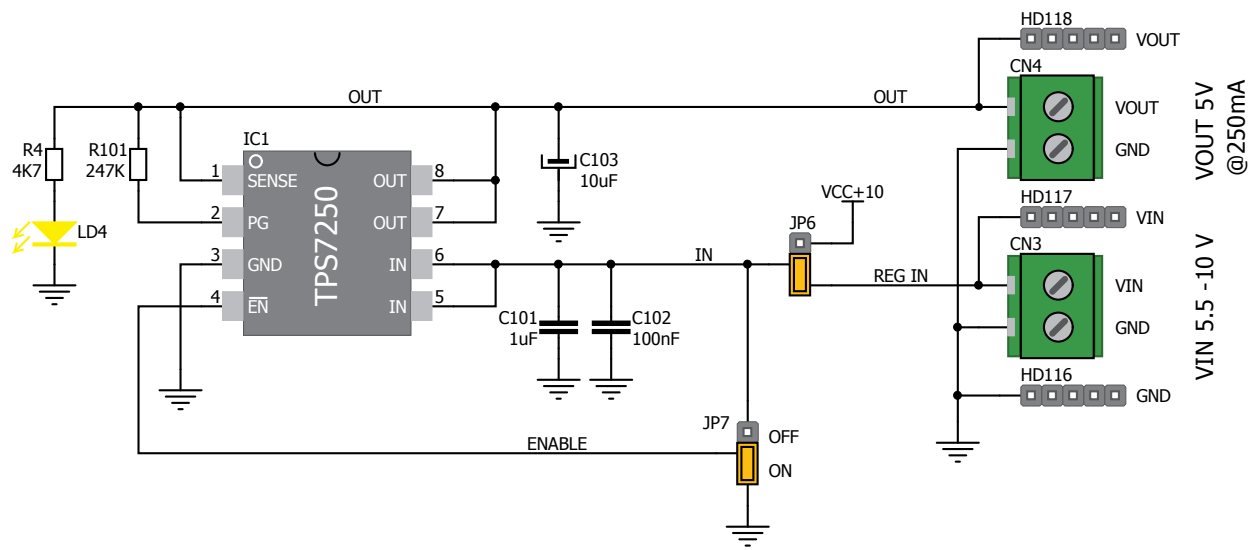 HD118
VOUT
CN4
OUT
OUT
VOUT
GND
VOUT 5V
@250mA
R4
4K7
R101
247K
IC1
1
SENSE
2
PG
3
GND
4
EN
TPS7250
OUT
8
OUT
7
IN
6
IN
5
C103
10uF
LD4
VCC+10
JP6
IN
REG IN
HD117
VIN
CN3
VIN
GND
VIN 5.5 -10 V
C101
1uF
C102
100nF
HD116
GND
JP7
OFF
ON
ENABLE